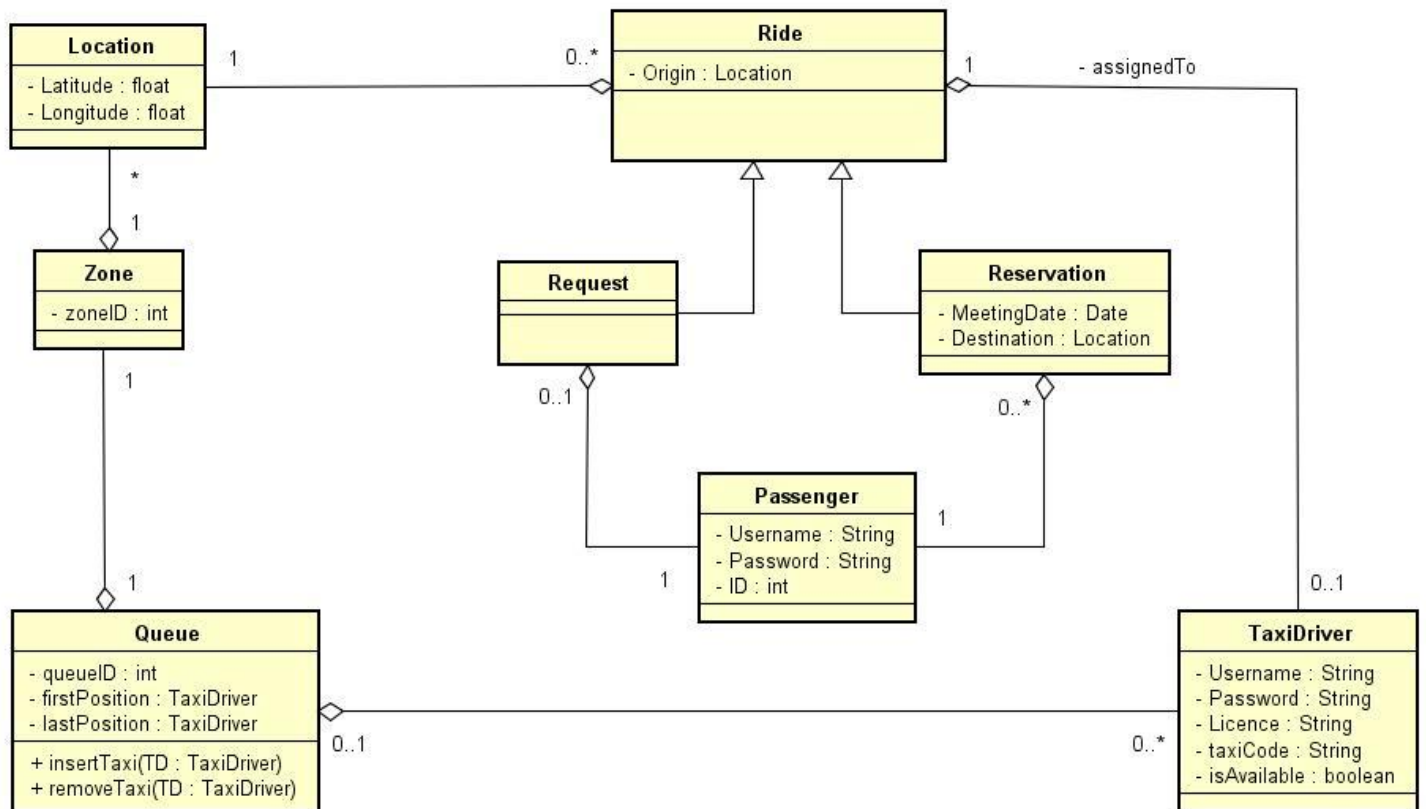 Location
- Latitude : float
- Longitude : float
1
0..*
Ride
- Origin : Location
1
- assignedTo
*
1
Zone
- zoneID : int
1
Request
0..1
Reservation
- MeetingDate : Date
- Destination : Location
0..*
Passenger
- Username : String
- Password : String
- ID : int
1
1
1
Queue
- queueID : int
- firstPosition : TaxiDriver
- lastPosition : TaxiDriver
+ insertTaxi(TD : TaxiDriver)
+ removeTaxi(TD : TaxiDriver)
0..1
0..*
0..1
TaxiDriver
- Username : String
- Password : String
- Licence : String
- taxiCode : String
- isAvailable : boolean